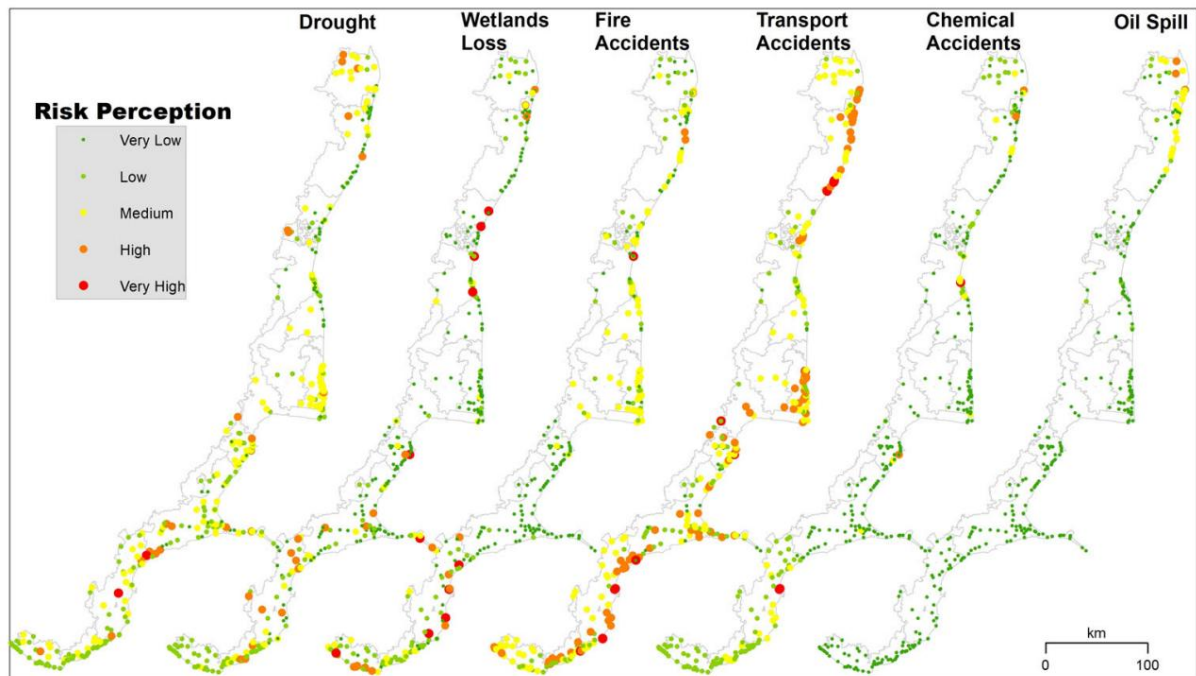 Drought
Wetlands
Loss
Fire
Accidents
Transport
Accidents
Chemical
Accidents
Oil Spill
Risk Perception
Very Low
Low
Medium
High
Very High
km
0 100